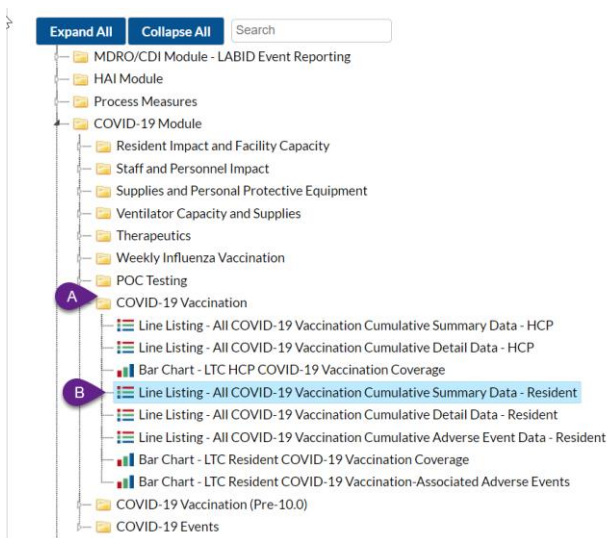 Expand All Collapse All Search
MDRO/CDI Module - LABID Event Reporting
HAI Module
Process Measures
COVID-19 Module
Resident Impact and Facility Capacity
Staff and Personnel Impact
Supplies and Personal Protective Equipment
Ventilator Capacity and Supplies
Therapeutics
Weekly Influenza Vaccination
POC Testing
A COVID-19 Vaccination
Line Listing - All COVID-19 Vaccination Cumulative Summary Data - HCP
Line Listing - All COVID-19 Vaccination Cumulative Detail Data - HCP
Bar Chart - LTC HCP COVID-19 Vaccination Coverage
B Line Listing - All COVID-19 Vaccination Cumulative Summary Data - Resident
Line Listing - All COVID-19 Vaccination Cumulative Detail Data - Resident
Line Listing - All COVID-19 Vaccination Cumulative Adverse Event Data - Resident
Bar Chart - LTC Resident COVID-19 Vaccination Coverage
Bar Chart - LTC Resident COVID-19 Vaccination-Associated Adverse Events
COVID-19 Vaccination (Pre-10.0)
COVID-19 Events